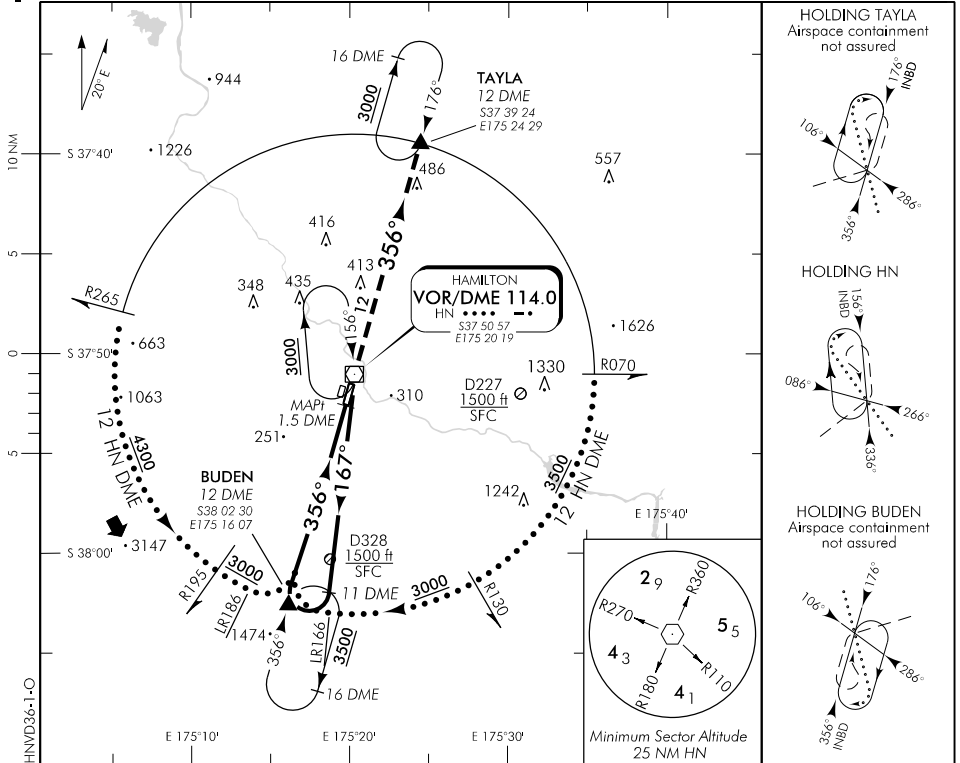 HOLDING TAYLA
Airspace containment
not assured
176°
INBD
106°
286°
356°
HOLDING HN
156°
INBD
086°
266°
336°
HOLDING BUDEN
Airspace containment
not assured
176°
106°
286°
356°
INBD
20° E
10 NM
5
0
5
S 37°40'
S 37°50'
S 38°00'
944
1226
16 DME
3000
176°
TAYLA
12 DME
S37 39 24
E175 24 29
486
557
416
413
348
435
356°
12
HAMILTON
VOR/DME 114.0
HN
S37 50 57
E175 20 19
R265
663
1063
3000
156°
1626
1330
R070
D
MAPt
1.5 DME
310
D227
1500 ft
SFC
251
12 HN DME
4300
356°
167°
3500
12 HN DME
1242
BUDEN
12 DME
S38 02 30
E175 16 07
D328
1500 ft
SFC
3147
E 175°40'
R195
3000
LR186
11 DME
3000
R130
1474
356°
LR166
3500
16 DME
2 9
R360
R270
5 5
4 3
R110
R180
4 1
Minimum Sector Altitude
25 NM HN
E 175°10'
E 175°20'
E 175°30'
HNVD36-1-O